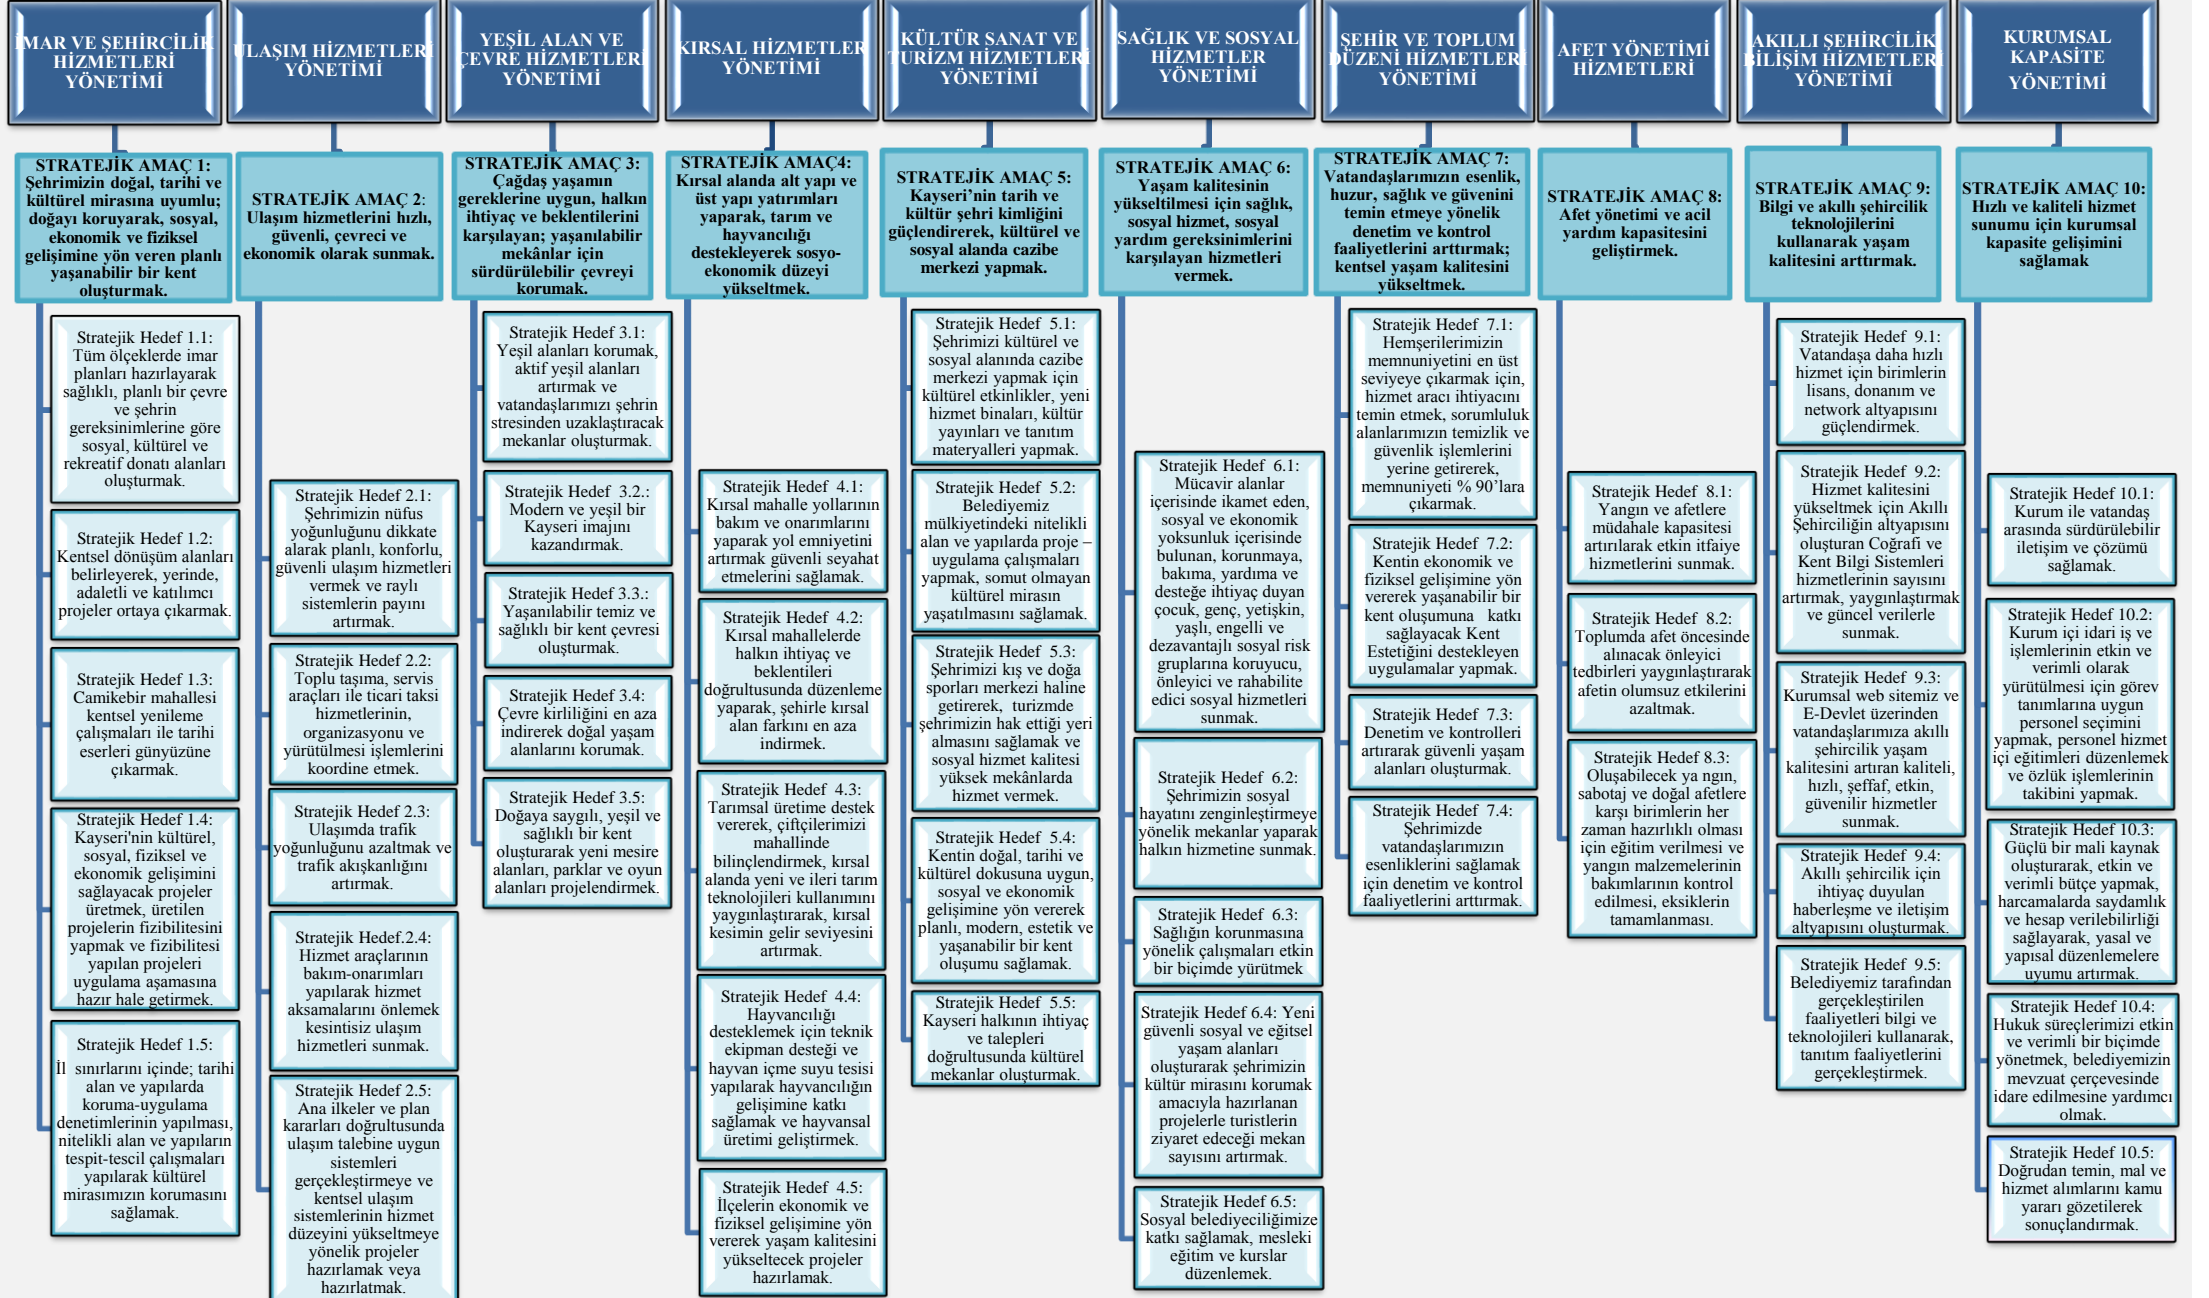 İMAR VE ŞEHİRCİLİK
HİZMETLERİ
YÖNETİMİ
ULAŞIM HİZMETLERİ
YÖNETİMİ
YEŞİL ALAN VE
ÇEVRE HİZMETLERİ
YÖNETİMİ
KIRSAL HİZMETLER
YÖNETİMİ
KÜLTÜR SANAT VE
TURİZM HİZMETLERİ
YÖNETİMİ
SAĞLIK VE SOSYAL
HİZMETLER
YÖNETİMİ
ŞEHİR VE TOPLUM
DÜZENİ HİZMETLERİ
YÖNETİMİ
AFET YÖNETİMİ
HİZMETLERİ
AKILLI ŞEHİRCİLİK
BİLİŞİM HİZMETLERİ
YÖNETİMİ
KURUMSAL
KAPASİTE
YÖNETİMİ
STRATEJİK AMAÇ 1:
Şehrimizin doğal, tarihi ve
kültürel mirasına uyumlu;
doğayı koruyarak, sosyal,
ekonomik ve fiziksel
gelişimine yön veren planlı
yaşanabilir bir kent
oluşturmak.
STRATEJİK AMAÇ 2:
Ulaşım hizmetlerini hızlı,
güvenli, çevreci ve
ekonomik olarak sunmak.
STRATEJİK AMAÇ 3:
Çağdaş yaşamın
gereklerine uygun, halkın
ihtiyaç ve beklentilerini
karşılayan; yaşanılabilir
mekânlar için
sürdürülebilir çevreyi
korumak.
STRATEJİK AMAÇ4:
Kırsal alanda alt yapı ve
üst yapı yatırımları
yaparak, tarım ve
hayvancılığı
destekleyerek sosyo-
ekonomik düzeyi
yükseltmek.
STRATEJİK AMAÇ 5:
Kayseri’nin tarih ve
kültür şehri kimliğini
güçlendirerek, kültürel ve
sosyal alanda cazibe
merkezi yapmak.
STRATEJİK AMAÇ 6:
Yaşam kalitesinin
yükseltilmesi için sağlık,
sosyal hizmet, sosyal
yardım gereksinimlerini
karşılayan hizmetleri
vermek.
STRATEJİK AMAÇ 7:
Vatandaşlarımızın esenlik,
huzur, sağlık ve güvenini
temin etmeye yönelik
denetim ve kontrol
faaliyetlerini arttırmak;
kentsel yaşam kalitesini
yükseltmek.
STRATEJİK AMAÇ 8:
Afet yönetimi ve acil
yardım kapasitesini
geliştirmek.
STRATEJİK AMAÇ 9:
Bilgi ve akıllı şehircilik
teknolojilerini
kullanarak yaşam
kalitesini arttırmak.
STRATEJİK AMAÇ 10:
Hızlı ve kaliteli hizmet
sunumu için kurumsal
kapasite gelişimini
sağlamak
Stratejik Hedef 1.1:
Tüm ölçeklerde imar
planları hazırlayarak
sağlıklı, planlı bir çevre
ve şehrin
gereksinimlerine göre
sosyal, kültürel ve
rekreatif donatı alanları
oluşturmak.
Stratejik Hedef 1.2:
Kentsel dönüşüm alanları
belirleyerek, yerinde,
adaletli ve katılımcı
projeler ortaya çıkarmak.
Stratejik Hedef 1.3:
Camikebir mahallesi
kentsel yenileme
çalışmaları ile tarihi
eserleri günyüzüne
çıkarmak.
Stratejik Hedef 1.4:
Kayseri'nin kültürel,
sosyal, fiziksel ve
ekonomik gelişimini
sağlayacak projeler
üretmek, üretilen
projelerin fizibilitesini
yapmak ve fizibilitesi
yapılan projeleri
uygulama aşamasına
hazır hale getirmek.
Stratejik Hedef 1.5:
İl sınırlarını içinde; tarihi
alan ve yapılarda
koruma-uygulama
denetimlerinin yapılması,
nitelikli alan ve yapıların
tespit-tescil çalışmaları
yapılarak kültürel
mirasımızın korumasını
sağlamak.
Stratejik Hedef 2.1:
Şehrimizin nüfus
yoğunluğunu dikkate
alarak planlı, konforlu,
güvenli ulaşım hizmetleri
vermek ve raylı
sistemlerin payını
artırmak.
Stratejik Hedef 2.2:
Toplu taşıma, servis
araçları ile ticari taksi
hizmetlerinin,
organizasyonu ve
yürütülmesi işlemlerini
koordine etmek.
Stratejik Hedef 2.3:
Ulaşımda trafik
yoğunluğunu azaltmak ve
trafik akışkanlığını
artırmak.
Stratejik Hedef.2.4:
Hizmet araçlarının
bakım-onarımları
yapılarak hizmet
aksamalarını önlemek
kesintisiz ulaşım
hizmetleri sunmak.
Stratejik Hedef 2.5:
Ana ilkeler ve plan
kararları doğrultusunda
ulaşım talebine uygun
sistemleri
gerçekleştirmeye ve
kentsel ulaşım
sistemlerinin hizmet
düzeyini yükseltmeye
yönelik projeler
hazırlamak veya
hazırlatmak.
Stratejik Hedef 3.1:
Yeşil alanları korumak,
aktif yeşil alanları
artırmak ve
vatandaşlarımızı şehrin
stresinden uzaklaştıracak
mekanlar oluşturmak.
Stratejik Hedef 3.2.:
Modern ve yeşil bir
Kayseri imajını
kazandırmak.
Stratejik Hedef 3.3.:
Yaşanılabilir temiz ve
sağlıklı bir kent çevresi
oluşturmak.
Stratejik Hedef 3.4:
Çevre kirliliğini en aza
indirerek doğal yaşam
alanlarını korumak.
Stratejik Hedef 3.5:
Doğaya saygılı, yeşil ve
sağlıklı bir kent
oluşturarak yeni mesire
alanları, parklar ve oyun
alanları projelendirmek.
Stratejik Hedef 4.1:
Kırsal mahalle yollarının
bakım ve onarımlarını
yaparak yol emniyetini
artırmak güvenli seyahat
etmelerini sağlamak.
Stratejik Hedef 4.2:
Kırsal mahallelerde
halkın ihtiyaç ve
beklentileri
doğrultusunda düzenleme
yaparak, şehirle kırsal
alan farkını en aza
indirmek.
Stratejik Hedef 4.3:
Tarımsal üretime destek
vererek, çiftçilerimizi
mahallinde
bilinçlendirmek, kırsal
alanda yeni ve ileri tarım
teknolojileri kullanımını
yaygınlaştırarak, kırsal
kesimin gelir seviyesini
artırmak.
Stratejik Hedef 4.4:
Hayvancılığı
desteklemek için teknik
ekipman desteği ve
hayvan içme suyu tesisi
yapılarak hayvancılığın
gelişimine katkı
sağlamak ve hayvansal
üretimi geliştirmek.
Stratejik Hedef 4.5:
İlçelerin ekonomik ve
fiziksel gelişimine yön
vererek yaşam kalitesini
yükseltecek projeler
hazırlamak.
Stratejik Hedef 5.1:
Şehrimizi kültürel ve
sosyal alanında cazibe
merkezi yapmak için
kültürel etkinlikler, yeni
hizmet binaları, kültür
yayınları ve tanıtım
materyalleri yapmak.
Stratejik Hedef 5.2:
Belediyemiz
mülkiyetindeki nitelikli
alan ve yapılarda proje –
uygulama çalışmaları
yapmak, somut olmayan
kültürel mirasın
yaşatılmasını sağlamak.
Stratejik Hedef 5.3:
Şehrimizi kış ve doğa
sporları merkezi haline
getirerek, turizmde
şehrimizin hak ettiği yeri
almasını sağlamak ve
sosyal hizmet kalitesi
yüksek mekânlarda
hizmet vermek.
Stratejik Hedef 5.4:
Kentin doğal, tarihi ve
kültürel dokusuna uygun,
sosyal ve ekonomik
gelişimine yön vererek
planlı, modern, estetik ve
yaşanabilir bir kent
oluşumu sağlamak.
Stratejik Hedef 5.5:
Kayseri halkının ihtiyaç
ve talepleri
doğrultusunda kültürel
mekanlar oluşturmak.
Stratejik Hedef 6.1:
Mücavir alanlar
içerisinde ikamet eden,
sosyal ve ekonomik
yoksunluk içerisinde
bulunan, korunmaya,
bakıma, yardıma ve
desteğe ihtiyaç duyan
çocuk, genç, yetişkin,
yaşlı, engelli ve
dezavantajlı sosyal risk
gruplarına koruyucu,
önleyici ve rahabilite
edici sosyal hizmetleri
sunmak.
Stratejik Hedef 6.2:
Şehrimizin sosyal
hayatını zenginleştirmeye
yönelik mekanlar yaparak
halkın hizmetine sunmak.
Stratejik Hedef 6.3:
Sağlığın korunmasına
yönelik çalışmaları etkin
bir biçimde yürütmek
Stratejik Hedef 6.4: Yeni
güvenli sosyal ve eğitsel
yaşam alanları
oluşturarak şehrimizin
kültür mirasını korumak
amacıyla hazırlanan
projelerle turistlerin
ziyaret edeceği mekan
sayısını artırmak.
Stratejik Hedef 6.5:
Sosyal belediyeciliğimize
katkı sağlamak, mesleki
eğitim ve kurslar
düzenlemek.
Stratejik Hedef 7.1:
Hemşerilerimizin
memnuniyetini en üst
seviyeye çıkarmak için,
hizmet aracı ihtiyacını
temin etmek, sorumluluk
alanlarımızın temizlik ve
güvenlik işlemlerini
yerine getirerek,
memnuniyeti % 90’lara
çıkarmak.
Stratejik Hedef 7.2:
Kentin ekonomik ve
fiziksel gelişimine yön
vererek yaşanabilir bir
kent oluşumuna katkı
sağlayacak Kent
Estetiğini destekleyen
uygulamalar yapmak.
Stratejik Hedef 7.3:
Denetim ve kontrolleri
artırarak güvenli yaşam
alanları oluşturmak.
Stratejik Hedef 7.4:
Şehrimizde
vatandaşlarımızın
esenliklerini sağlamak
için denetim ve kontrol
faaliyetlerini arttırmak.
Stratejik Hedef 8.1:
Yangın ve afetlere
müdahale kapasitesi
artırılarak etkin itfaiye
hizmetlerini sunmak.
Stratejik Hedef 8.2:
Toplumda afet öncesinde
alınacak önleyici
tedbirleri yaygınlaştırarak
afetin olumsuz etkilerini
azaltmak.
Stratejik Hedef 8.3:
Oluşabilecek ya ngın,
sabotaj ve doğal afetlere
karşı birimlerin her
zaman hazırlıklı olması
için eğitim verilmesi ve
yangın malzemelerinin
bakımlarının kontrol
edilmesi, eksiklerin
tamamlanması.
Stratejik Hedef 9.1:
Vatandaşa daha hızlı
hizmet için birimlerin
lisans, donanım ve
network altyapısını
güçlendirmek.
Stratejik Hedef 9.2:
Hizmet kalitesini
yükseltmek için Akıllı
Şehirciliğin altyapısını
oluşturan Coğrafi ve
Kent Bilgi Sistemleri
hizmetlerinin sayısını
artırmak, yaygınlaştırmak
ve güncel verilerle
sunmak.
Stratejik Hedef 9.3:
Kurumsal web sitemiz ve
E-Devlet üzerinden
vatandaşlarımıza akıllı
şehircilik yaşam
kalitesini artıran kaliteli,
hızlı, şeffaf, etkin,
güvenilir hizmetler
sunmak.
Stratejik Hedef 9.4:
Akıllı şehircilik için
ihtiyaç duyulan
haberleşme ve iletişim
altyapısını oluşturmak.
Stratejik Hedef 9.5:
Belediyemiz tarafından
gerçekleştirilen
faaliyetleri bilgi ve
teknolojileri kullanarak,
tanıtım faaliyetlerini
gerçekleştirmek.
Stratejik Hedef 10.1:
Kurum ile vatandaş
arasında sürdürülebilir
iletişim ve çözümü
sağlamak.
Stratejik Hedef 10.2:
Kurum içi idari iş ve
işlemlerinin etkin ve
verimli olarak
yürütülmesi için görev
tanımlarına uygun
personel seçimini
yapmak, personel hizmet
içi eğitimleri düzenlemek
ve özlük işlemlerinin
takibini yapmak.
Stratejik Hedef 10.3:
Güçlü bir mali kaynak
oluşturarak, etkin ve
verimli bütçe yapmak,
harcamalarda saydamlık
ve hesap verilebilirliği
sağlayarak, yasal ve
yapısal düzenlemelere
uyumu artırmak.
Stratejik Hedef 10.4:
Hukuk süreçlerimizi etkin
ve verimli bir biçimde
yönetmek, belediyemizin
mevzuat çerçevesinde
idare edilmesine yardımcı
olmak.
Stratejik Hedef 10.5:
Doğrudan temin, mal ve
hizmet alımlarını kamu
yararı gözetilerek
sonuçlandırmak.